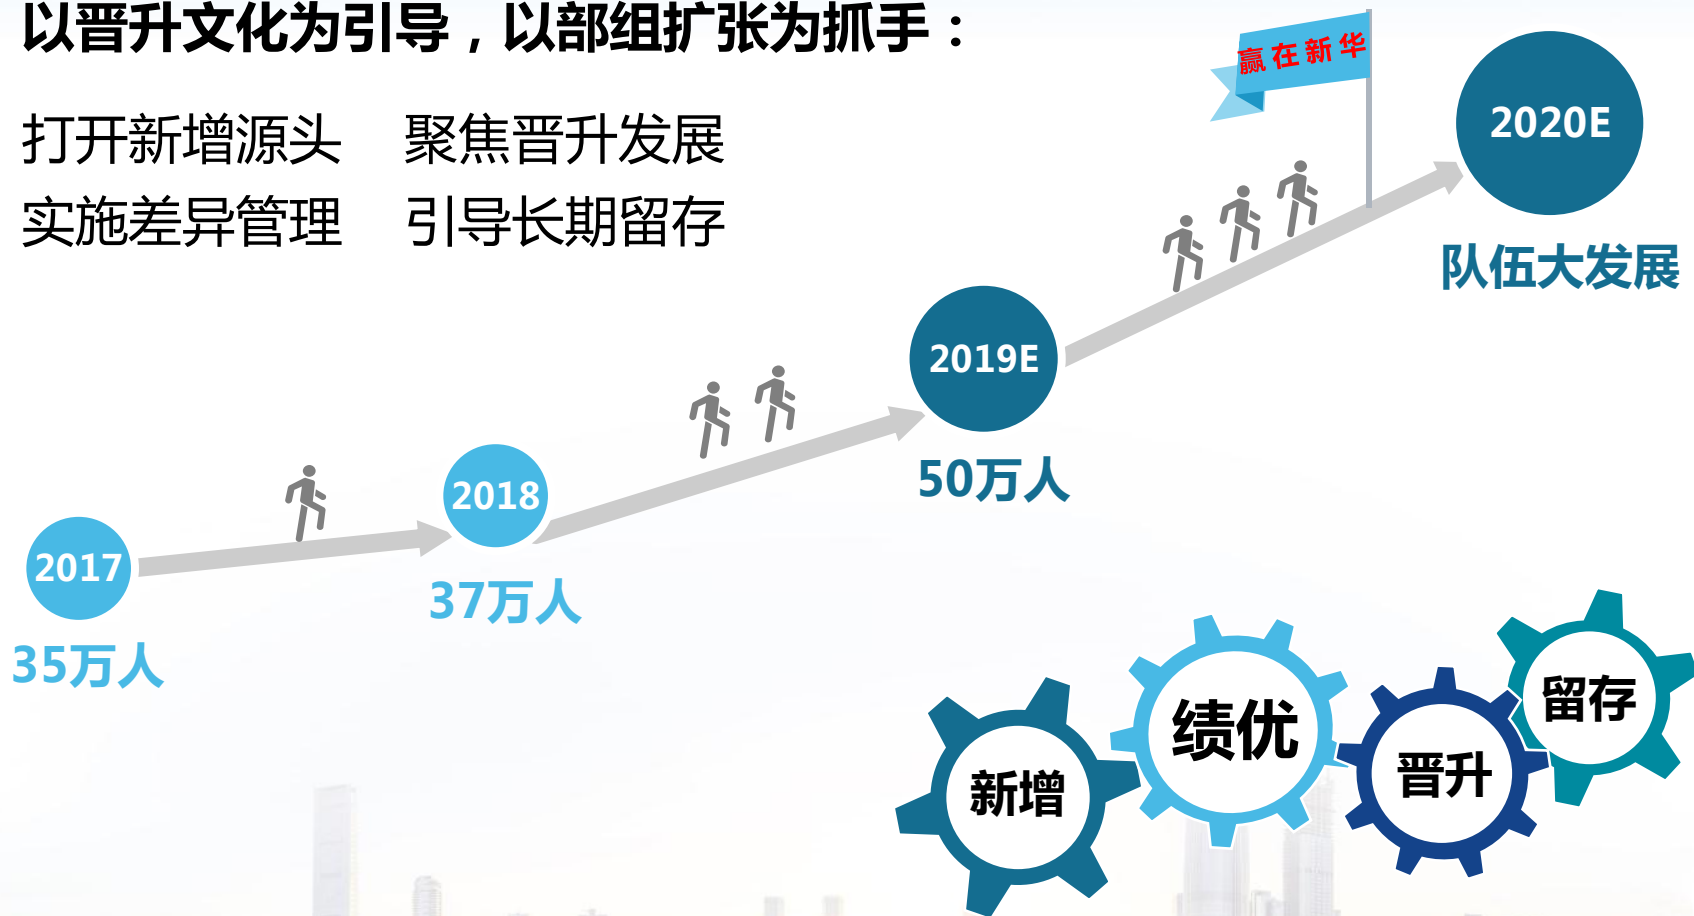 以晋升文化为引导，以部组扩张为抓手：
打开新增源头 聚焦晋升发展
实施差异管理 引导长期留存
赢在新华
2020E
队伍大发展
2019E
50万人
2018
37万人
2017
35万人
新增
绩优
晋升
留存